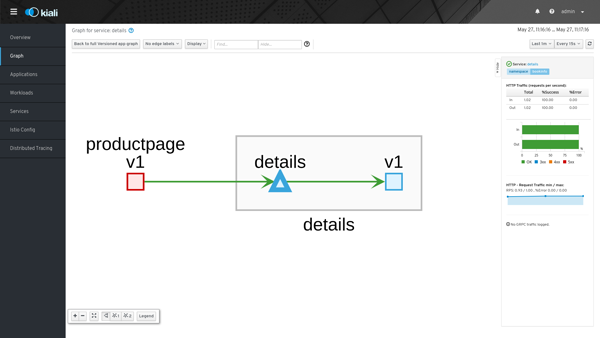 kiali
admin
Overview
Graph
Applications
Workloads
Services
Istio Config
Distributed Tracing
Graph for service: details
May 27, 11:16:16 ... May 27, 11:17:16
Back to full versioned app graph
No edge labels
Display
Find...
Hide...
Last 1m
Every 15s
productpage
v1
details
v1
details
Legend
Hide
Service: details
namespace bookinfo
HTTP Traffic (requests per second):
Total %Success %Error
In 1.02 100.00 0.00
Out 1.02 100.00 0.00
In
Out
0 25 50 75 100
%
OK 3xx 4xx 5xx
HTTP - Request Traffic min / max:
RPS: 0.93 / 1.00 , %Error 0.00 / 0.00
No GRPC traffic logged.